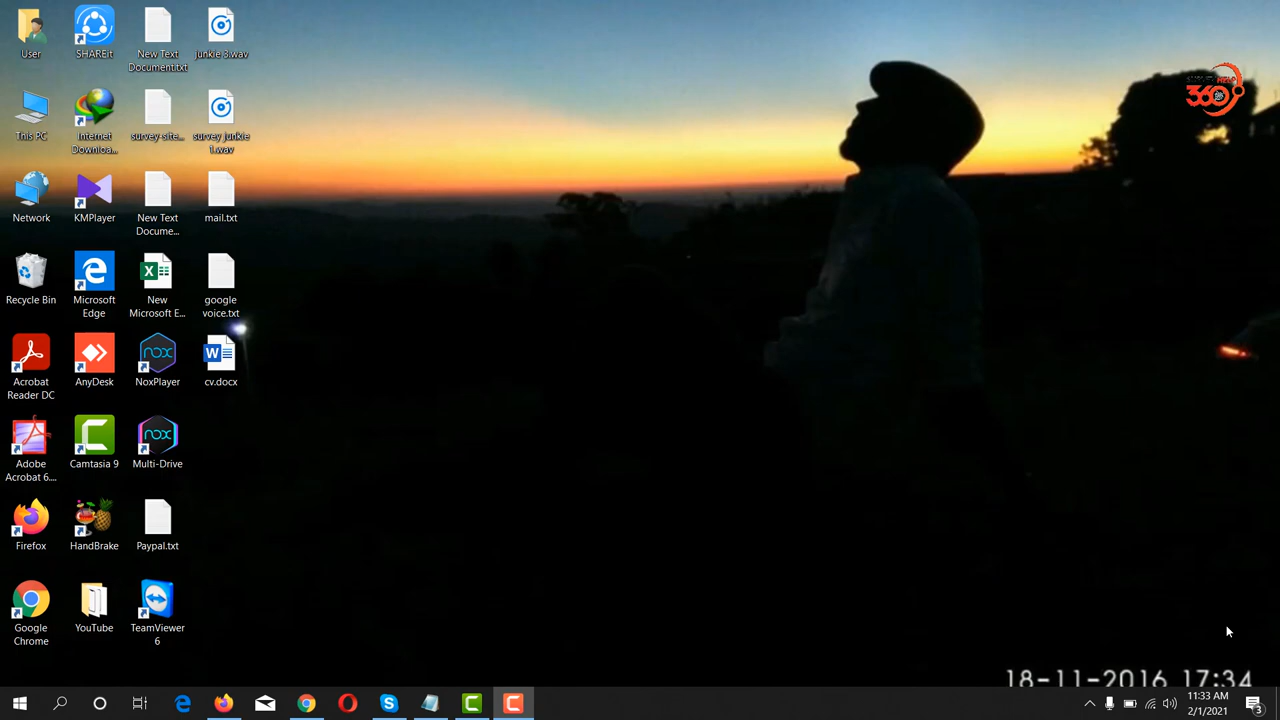 User
SHAREit
New Text
Document.txt
junkie 3.wav
This PC
Internet
Downloa...
survey-site...
survey junkie
1.wav
Network
KMPlayer
New Text
Docume...
mail.txt
Recycle Bin
Microsoft
Edge
New
Microsoft E...
google
voice.txt
Acrobat
Reader DC
AnyDesk
NoxPlayer
cv.docx
Adobe
Acrobat 6....
Camtasia 9
Multi-Drive
Firefox
HandBrake
Paypal.txt
Google
Chrome
YouTube
TeamViewer
6
360
18-11-2016 17:34
11:33 AM
2/1/2021
3